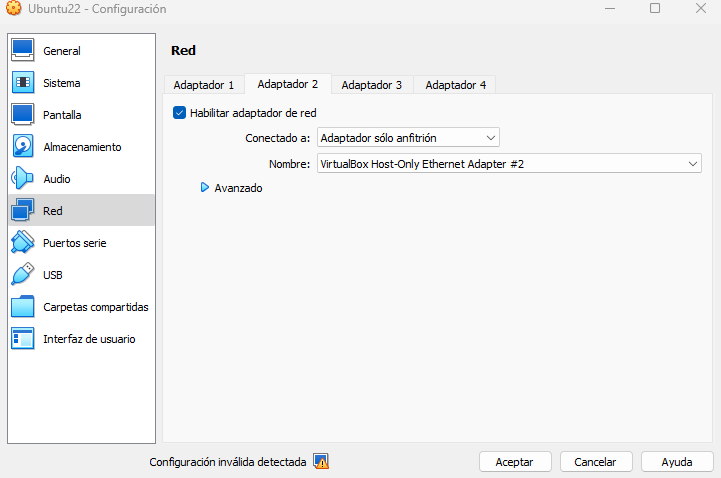 Ubuntu22 - Configuración
General
Sistema
Pantalla
Almacenamiento
Audio
Red
Puertos serie
USB
Carpetas compartidas
Interfaz de usuario
Red
Adaptador 1 Adaptador 2 Adaptador 3 Adaptador 4
Habilitar adaptador de red
Conectado a: Adaptador sólo anfitrión
Nombre: VirtualBox Host-Only Ethernet Adapter #2
Avanzado
Configuración inválida detectada
Aceptar Cancelar Ayuda